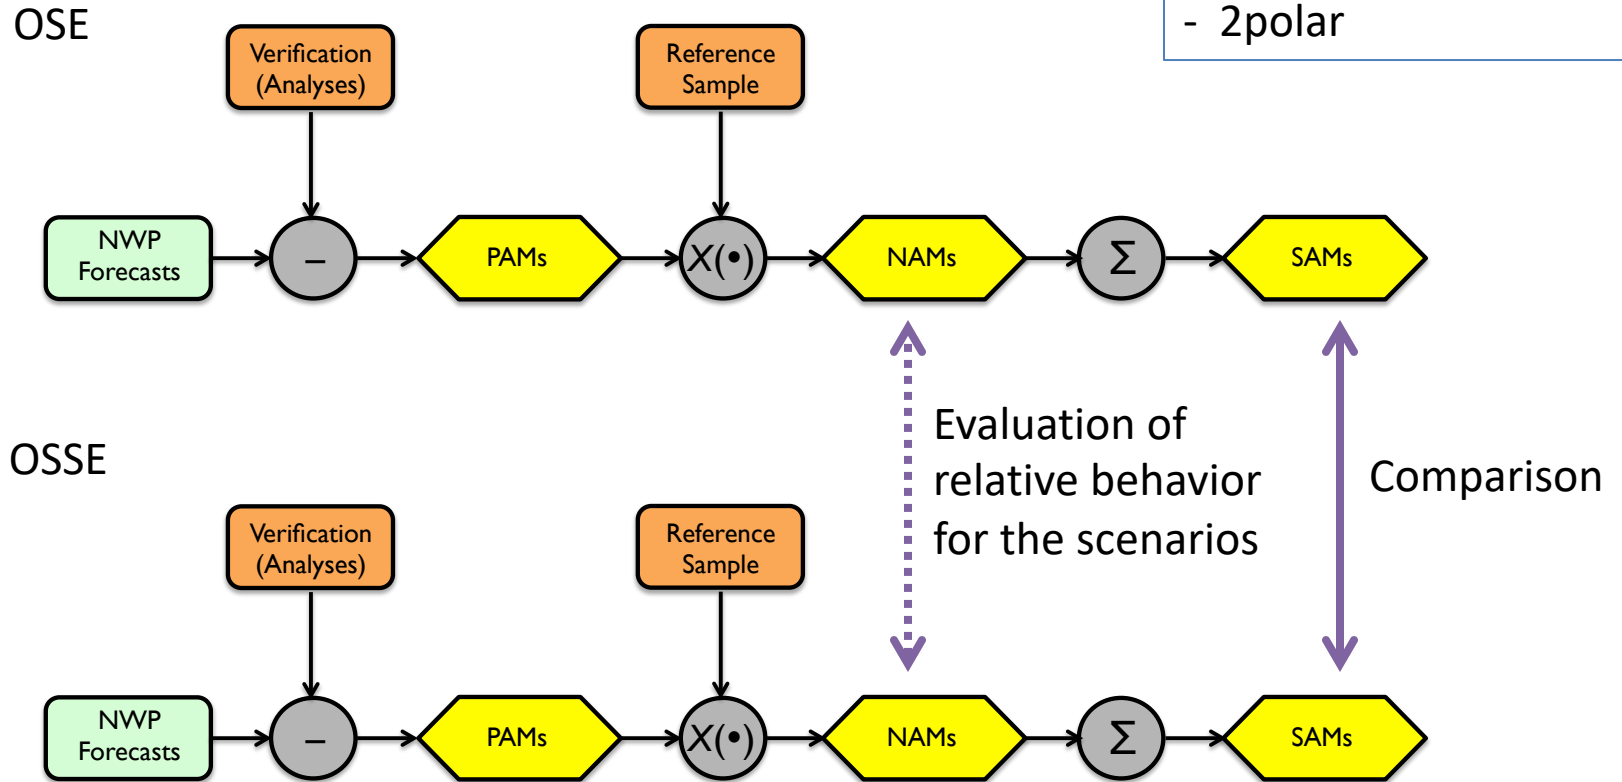 OSE
- 2polar
Verification
(Analyses)
Reference
Sample
NWP
Forecasts
−
PAMs
X(•)
NAMs
Σ
SAMs
Evaluation of
relative behavior
for the scenarios
Comparison
OSSE
Verification
(Analyses)
Reference
Sample
NWP
Forecasts
−
PAMs
X(•)
NAMs
Σ
SAMs